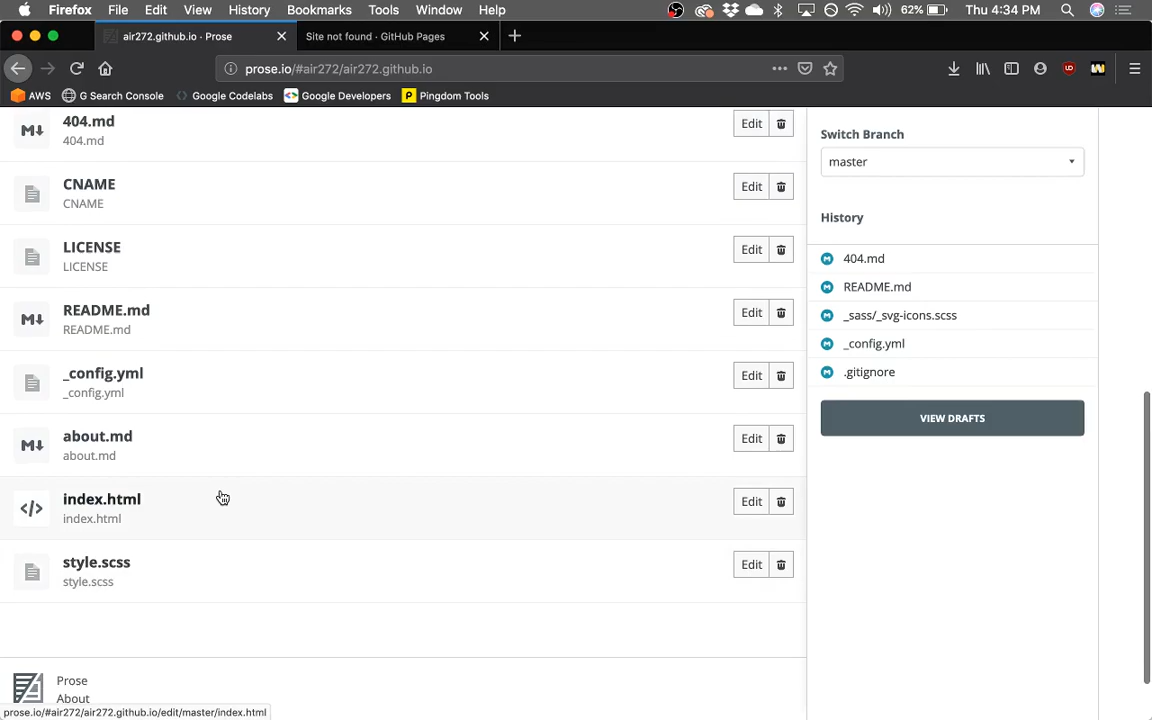 Firefox File Edit View History Bookmarks Tools Window Help 62% Thu 4:34 PM
air272.github.io · Prose Site not found · GitHub Pages
prose.io/#air272/air272.github.io
AWS G Search Console Google Codelabs Google Developers Pingdom Tools
404.md
404.md
Edit
CNAME
CNAME
Edit
LICENSE
LICENSE
Edit
README.md
README.md
Edit
_config.yml
_config.yml
Edit
about.md
about.md
Edit
index.html
index.html
Edit
style.scss
style.scss
Edit
Switch Branch
master
History
404.md
README.md
_sass/_svg-icons.scss
_config.yml
.gitignore
VIEW DRAFTS
Prose
About
prose.io/#air272/air272.github.io/edit/master/index.html